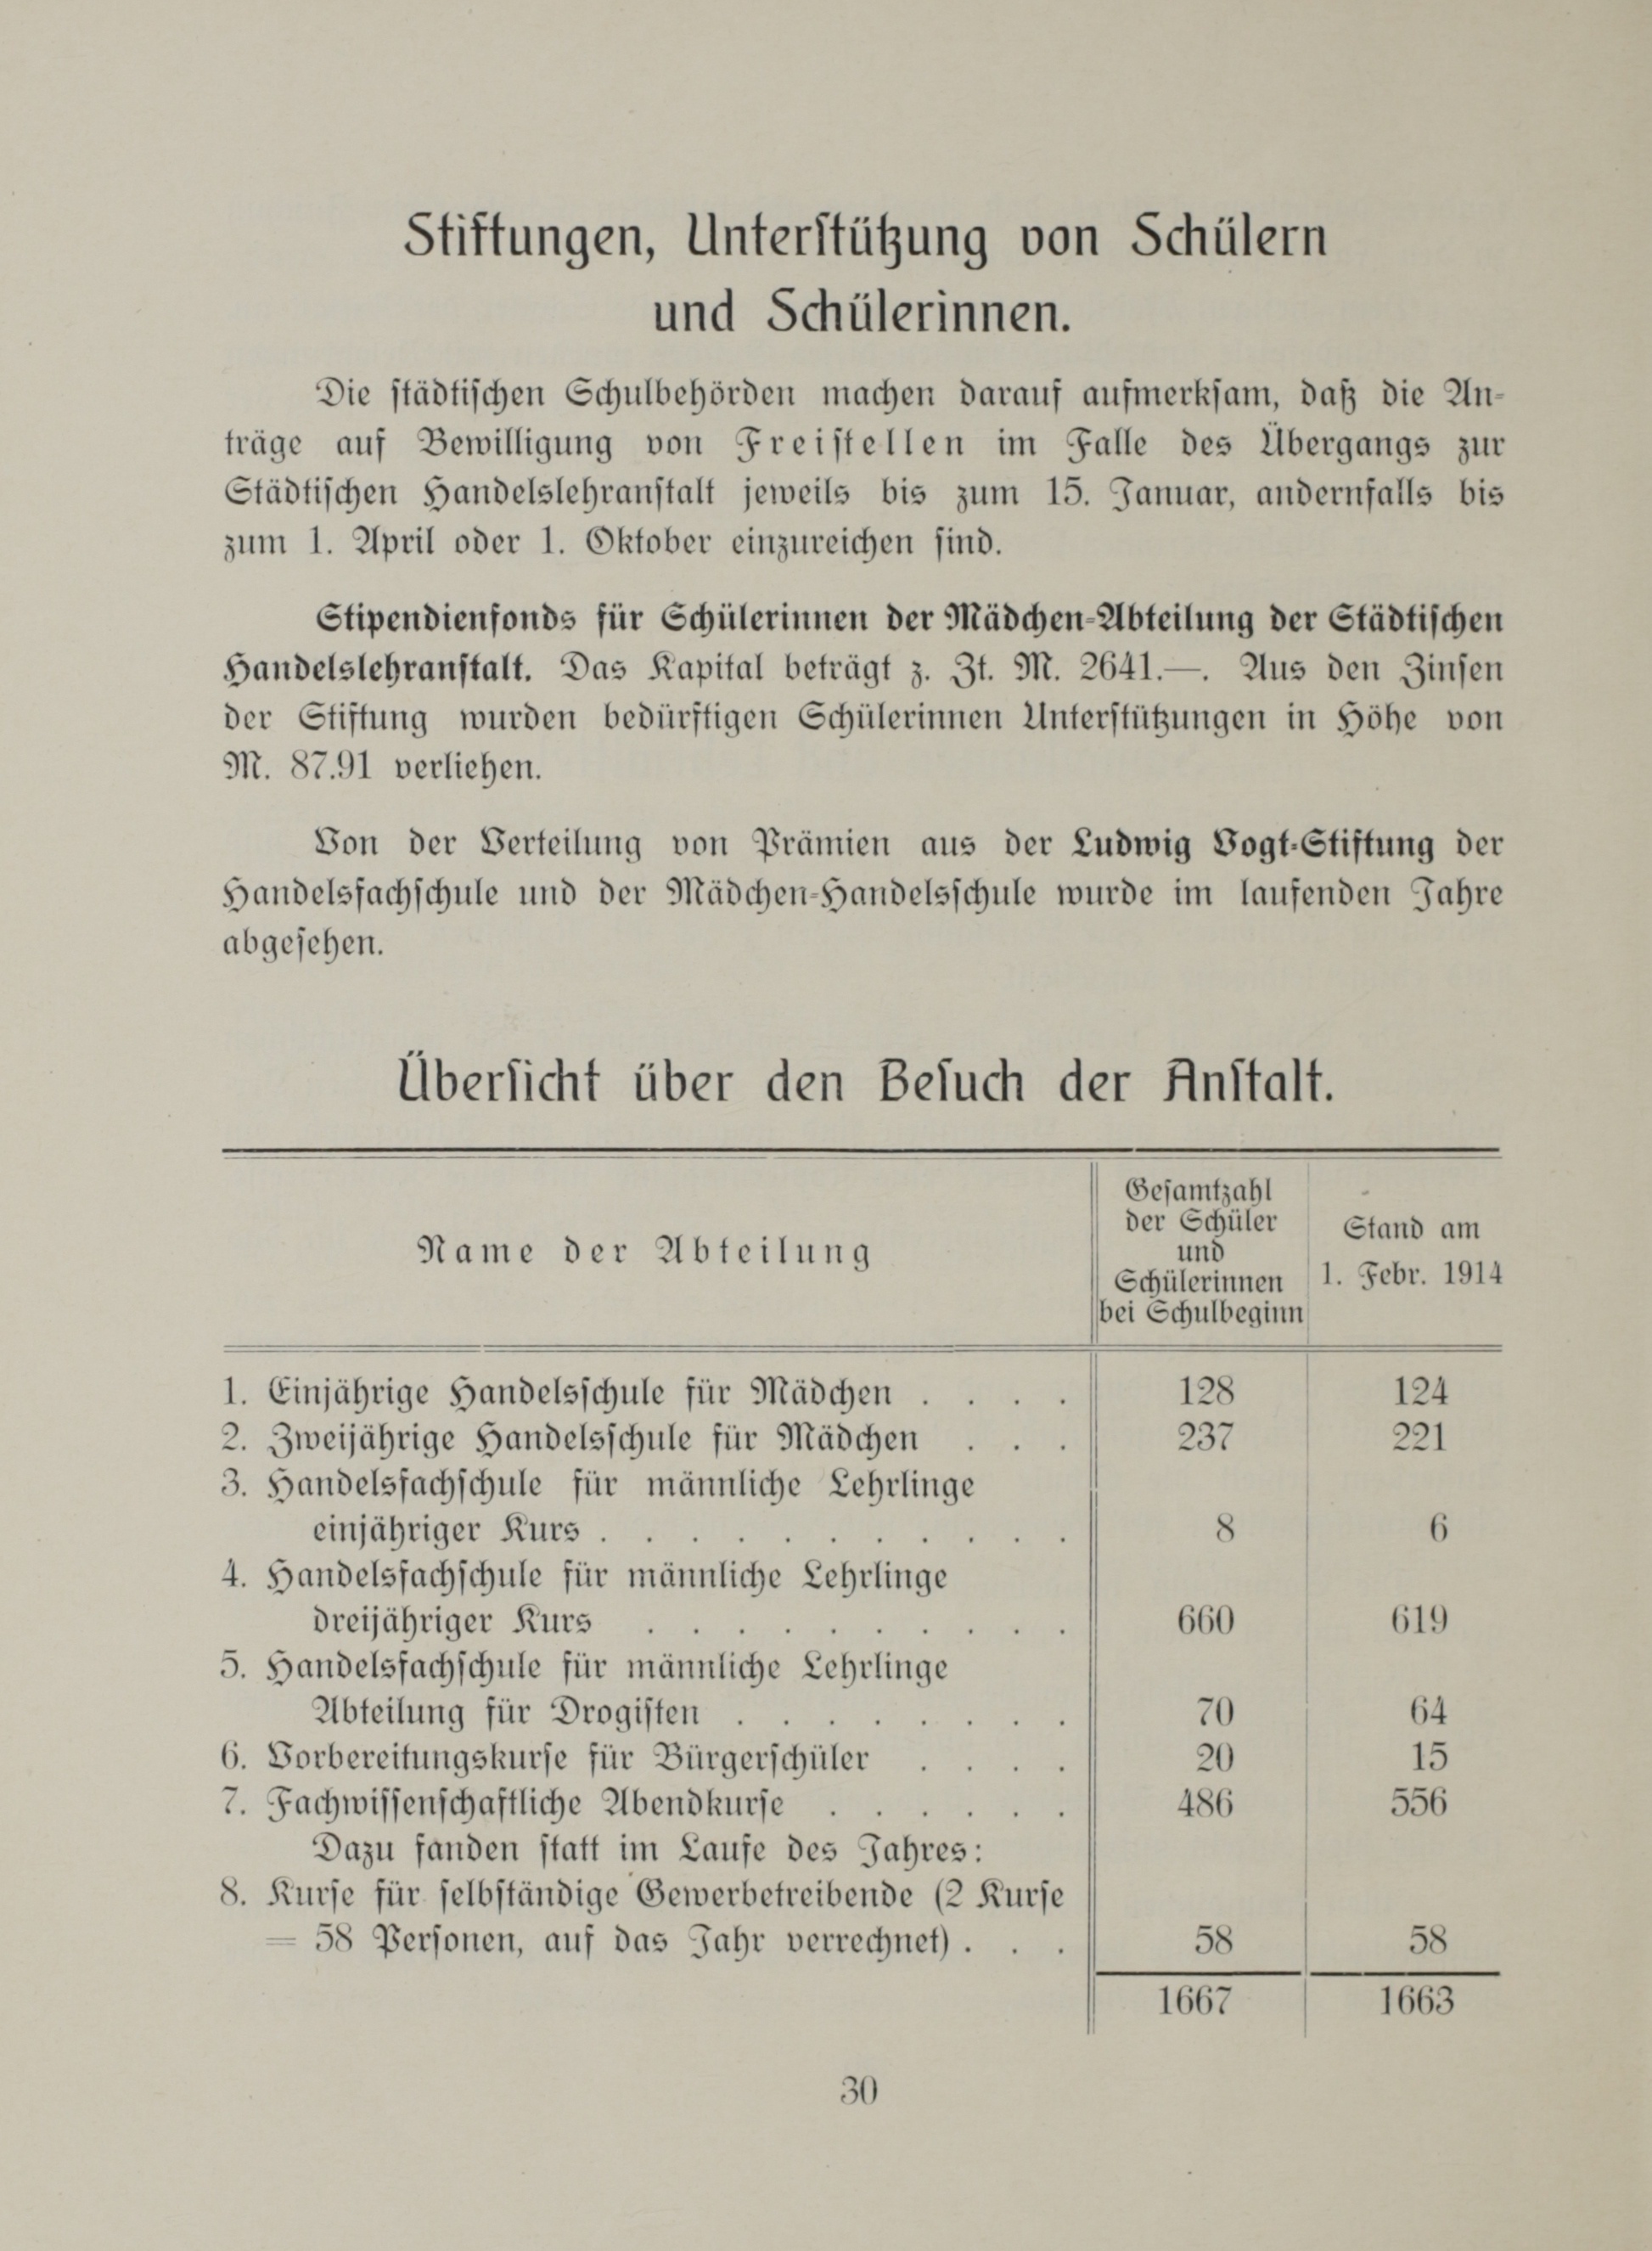 Stiftungen, Unterstützung von Schülern
und Schülerinnen.
Die städtischen Schulbehörden machen darauf aufmerksam, daß die An-
träge auf Bewilligung von Freistellen im Falle des Übergangs zur
Städtischen Handelslehranstalt jeweils bis zum 15. Januar, andernfalls bis
zum 1. April oder 1. Oktober einzureichen sind.
Stipendienfonds für Schülerinnen der Mädchen-Abteilung der Städtischen
Handelslehranstalt. Das Kapital beträgt z. Zt. M. 2641.—. Aus den Zinsen
der Stiftung wurden bedürftigen Schülerinnen Unterstützungen in Höhe von
M. 87.91 verliehen.
Von der Verteilung von Prämien aus der Ludwig Vogt-Stiftung der
Handelsfachschule und der Mädchen-Handelsschule wurde im laufenden Jahre
abgesehen.
Übersicht über den Besuch der Anstalt.
Name der Abteilung
Gesamtzahl
der Schüler
und
Schülerinnen
bei Schulbeginn
Stand am
1. Febr. 1914
1. Einjährige Handelsschule für Mädchen . . . . 128 124
2. Zweijährige Handelsschule für Mädchen . . . 237 221
3. Handelsfachschule für männliche Lehrlinge
einjähriger Kurs . . . . . . . . . . . 8 6
4. Handelsfachschule für männliche Lehrlinge
dreijähriger Kurs . . . . . . . . . . 660 619
5. Handelsfachschule für männliche Lehrlinge
Abteilung für Drogisten . . . . . . . . 70 64
6. Vorbereitungskurse für Bürgerschüler . . . . 20 15
7. Fachwissenschaftliche Abendkurse . . . . . . 486 556
Dazu fanden statt im Laufe des Jahres:
8. Kurse für selbständige Gewerbetreibende (2 Kurse
= 58 Personen, auf das Jahr verrechnet) . . . 58 58
1667 1663
30